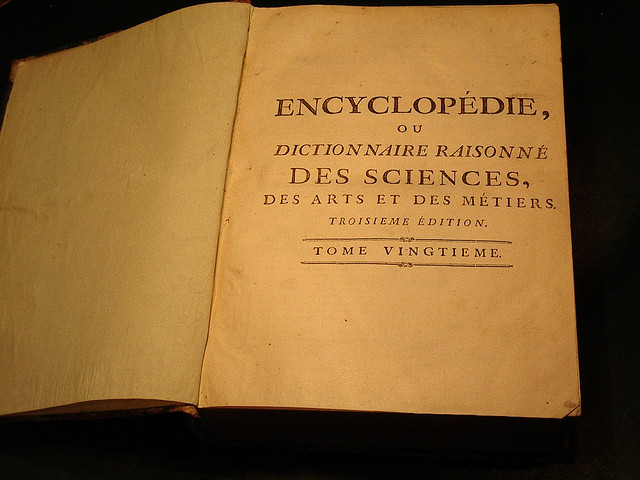 ENCYCLOPÉDIE,
OU
DICTIONNAIRE RAISONNÉ
DES SCIENCES,
DES ARTS ET DES MÉTIERS.
TROISIEME ÉDITION.
TOME VINGTIEME.